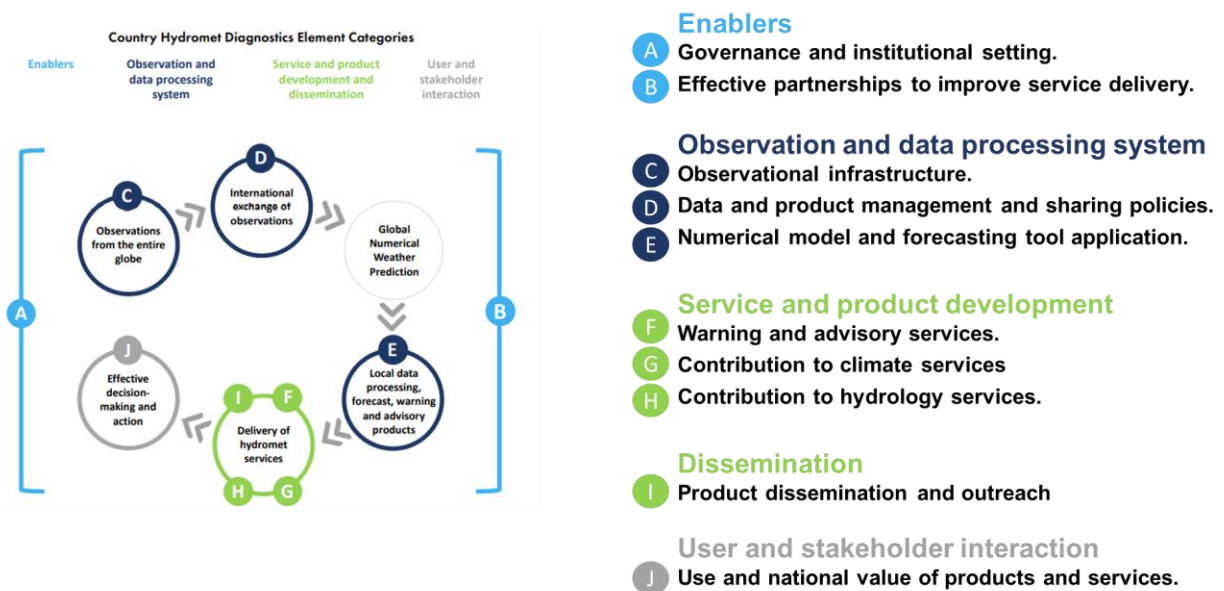 Country Hydromet Diagnostics Element Categories
Enablers
Observation and
data processing
system
Service and product
development and
dissemination
User and
stakeholder
interaction
A
B
C
Observations
from the entire
globe
D
International
exchange of
observations
Global
Numerical
Weather
Prediction
E
Local data
processing,
forecast, warning
and advisory
products
I
F
Delivery of
hydromet
services
H
G
J
Effective
decision-
making and
action
Enablers
A Governance and institutional setting.
B Effective partnerships to improve service delivery.
Observation and data processing system
C Observational infrastructure.
D Data and product management and sharing policies.
E Numerical model and forecasting tool application.
Service and product development
F Warning and advisory services.
G Contribution to climate services
H Contribution to hydrology services.
Dissemination
I Product dissemination and outreach
User and stakeholder interaction
J Use and national value of products and services.